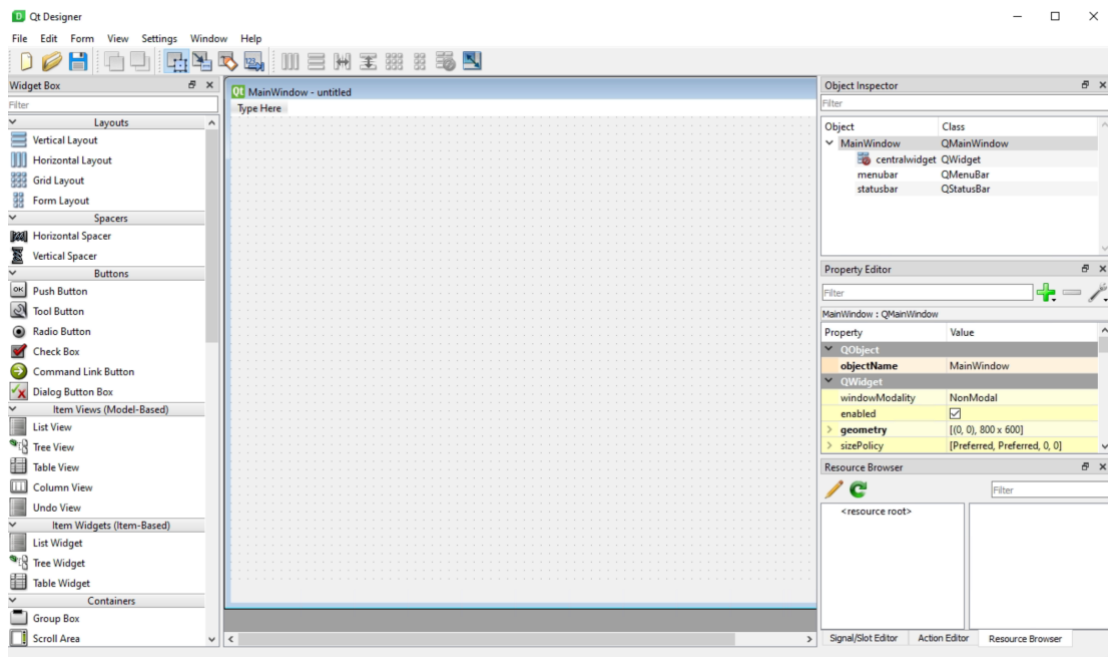 Qt Designer
File Edit Form View Settings Window Help
Widget Box
Filter
Layouts
Vertical Layout
Horizontal Layout
Grid Layout
Form Layout
Spacers
Horizontal Spacer
Vertical Spacer
Buttons
OK Push Button
Tool Button
Radio Button
Check Box
Command Link Button
Dialog Button Box
Item Views (Model-Based)
List View
Tree View
Table View
Column View
Undo View
Item Widgets (Item-Based)
List Widget
Tree Widget
Table Widget
Containers
Group Box
Scroll Area
Qt MainWindow - untitled
Type Here
Object Inspector
Filter
Object Class
MainWindow QMainWindow
centralwidget QWidget
menubar QMenuBar
statusbar QStatusBar
Property Editor
Filter
MainWindow : QMainWindow
Property Value
QObject
objectName MainWindow
QWidget
windowModality NonModal
enabled
geometry [(0, 0), 800 x 600]
sizePolicy [Preferred, Preferred, 0, 0]
Resource Browser
Filter
<resource root>
Signal/Slot Editor Action Editor Resource Browser